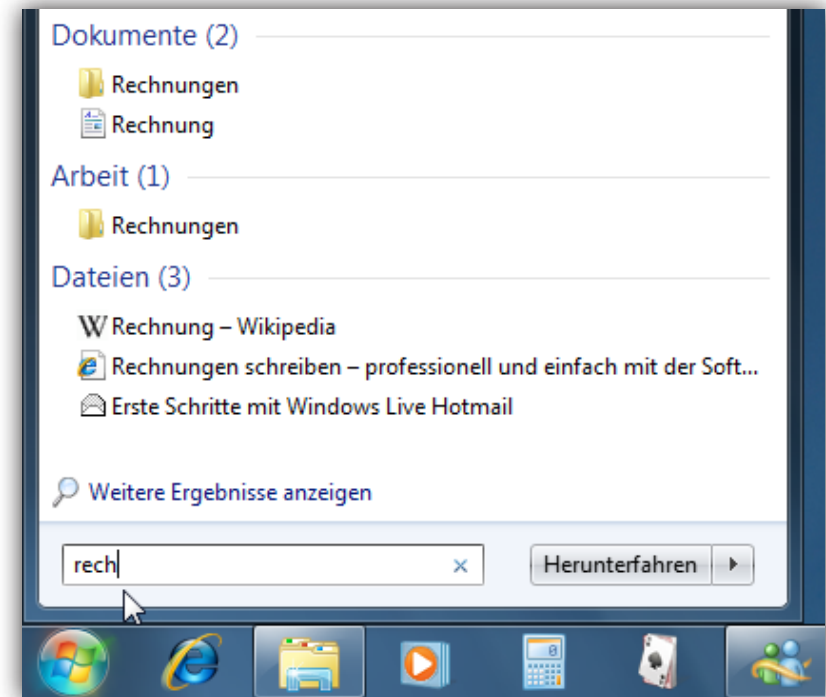 Dokumente (2)
Rechnungen
Rechnung
Arbeit (1)
Rechnungen
Dateien (3)
W Rechnung – Wikipedia
Rechnungen schreiben – professionell und einfach mit der Soft...
Erste Schritte mit Windows Live Hotmail
Weitere Ergebnisse anzeigen
rech
Herunterfahren